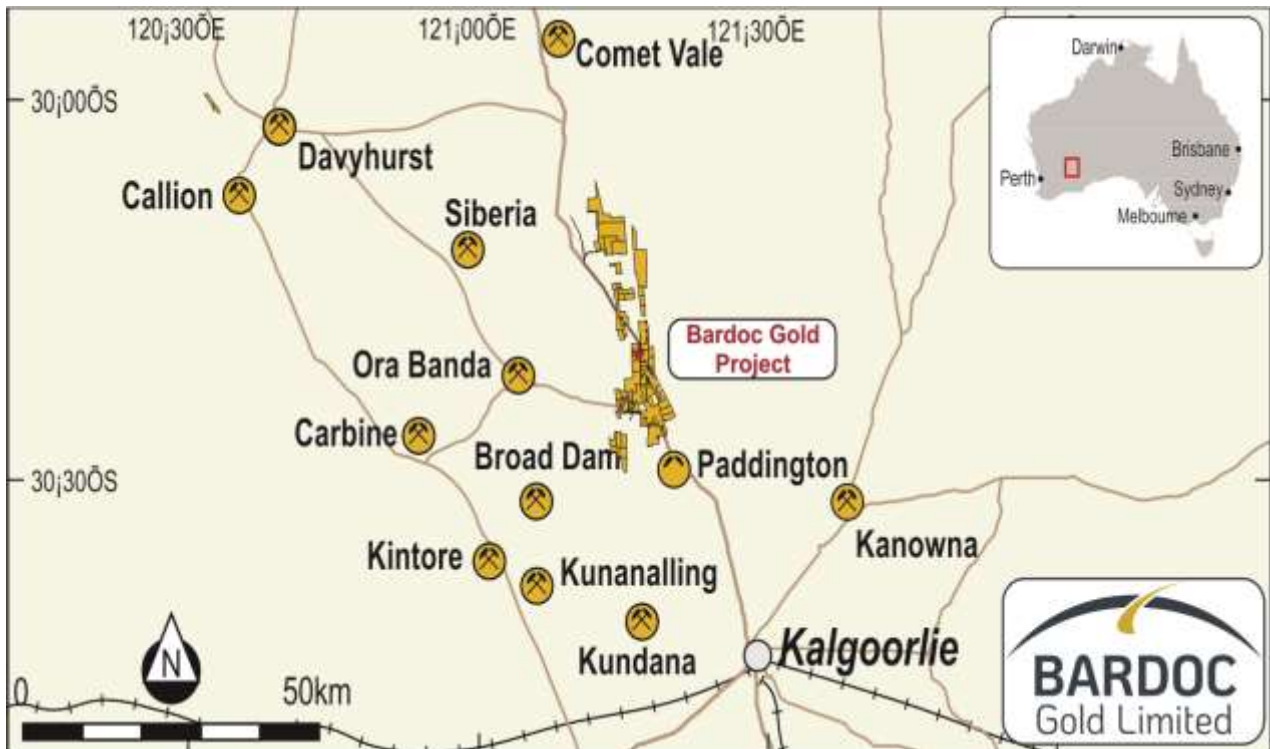 120¡30ÕE
121¡00ÕE
121¡30ÕE
Comet Vale
Darwin
30¡00ÕS
Davyhurst
Brisbane
Callion
Perth
Sydney
Siberia
Melbourne
Bardoc Gold
Project
Ora Banda
Carbine
Broad Dam
Paddington
30¡30ÕS
Kanowna
Kintore
Kunanalling
Kundana
Kalgoorlie
N
0
50km
BARDOC
Gold Limited